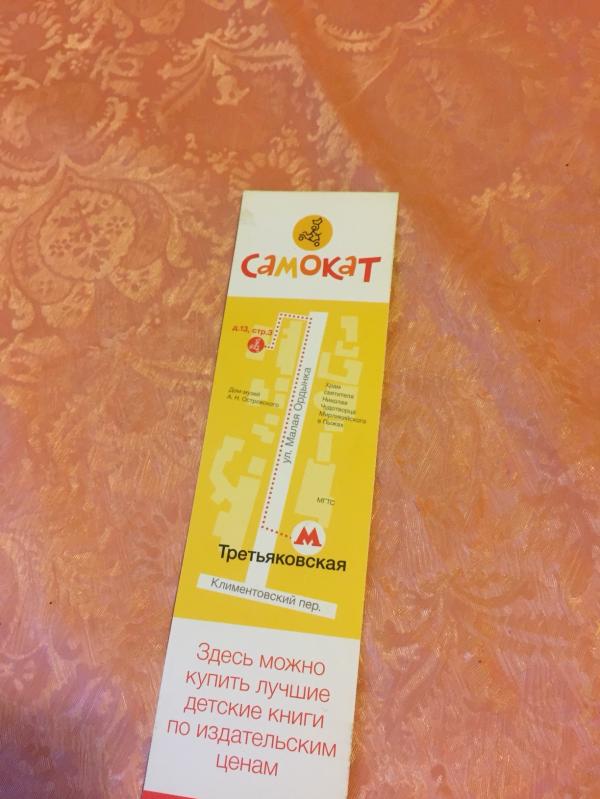 самокат
д.13, стр.3
Дом-музей
А. Н. Островского
ул. Малая Ордынка
Храм
святителя
Николая
Чудотворца
Мирликийского
в Пыжах
МГТС
М
Третьяковская
Климентовский пер.
Здесь можно
купить лучшие
детские книги
по издательским
ценам